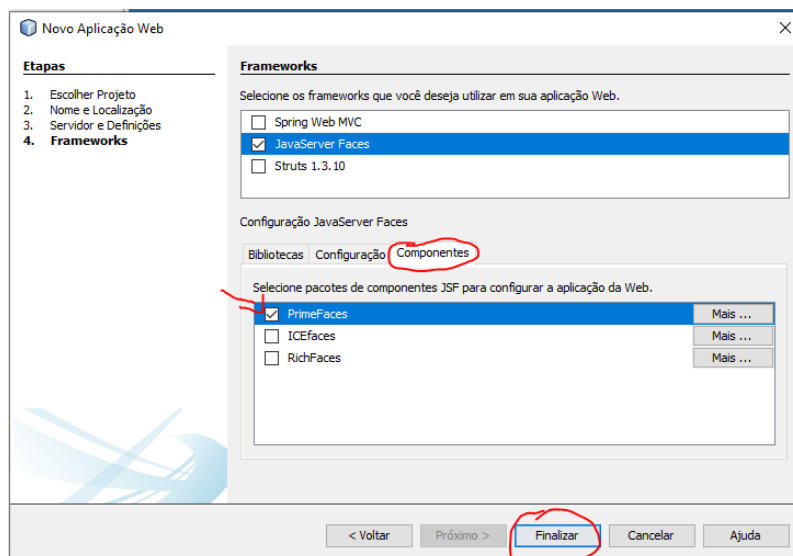 Novo Aplicação Web
Etapas
1. Escolher Projeto
2. Nome e Localização
3. Servidor e Definições
4. Frameworks
Frameworks
Selecione os frameworks que você deseja utilizar em sua aplicação Web.
Spring Web MVC
JavaServer Faces
Struts 1.3.10
Configuração JavaServer Faces
Bibliotecas Configuração Componentes
Selecione pacotes de componentes JSF para configurar a aplicação da Web.
PrimeFaces Mais ...
ICEfaces Mais ...
RichFaces Mais ...
< Voltar Próximo > Finalizar Cancelar Ajuda